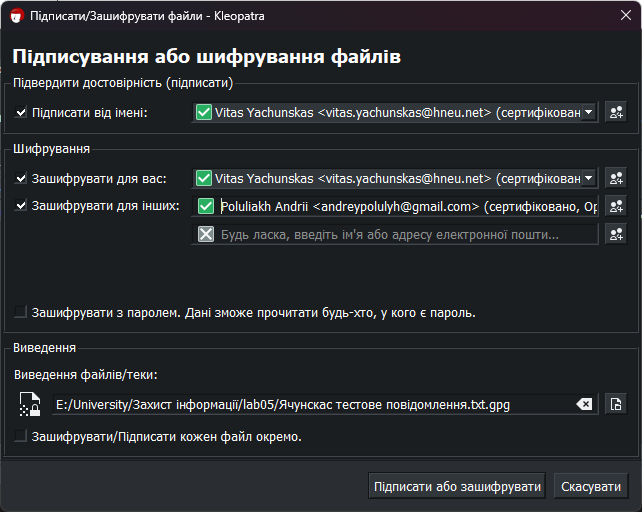 Підписати/Зашифрувати файли - Kleopatra
Підписування або шифрування файлів
Підтвердити достовірність (підписати)
Підписати від імені: Vitas Yachunskas <vitas.yachunskas@hneu.net> (сертифікован
Шифрування
Зашифрувати для вас: Vitas Yachunskas <vitas.yachunskas@hneu.net> (сертифікован
Зашифрувати для інших: Poluliakh Andrii <andreypolulyh@gmail.com> (сертифіковано, Op
Будь ласка, введіть ім'я або адресу електронної пошти...
Зашифрувати з паролем. Дані зможе прочитати будь-хто, у кого є пароль.
Виведення
Виведення файлів/теки:
E:/University/Захист інформації/lab05/Ячунскас тестове повідомлення.txt.gpg
Зашифрувати/Підписати кожен файл окремо.
Підписати або зашифрувати Скасувати